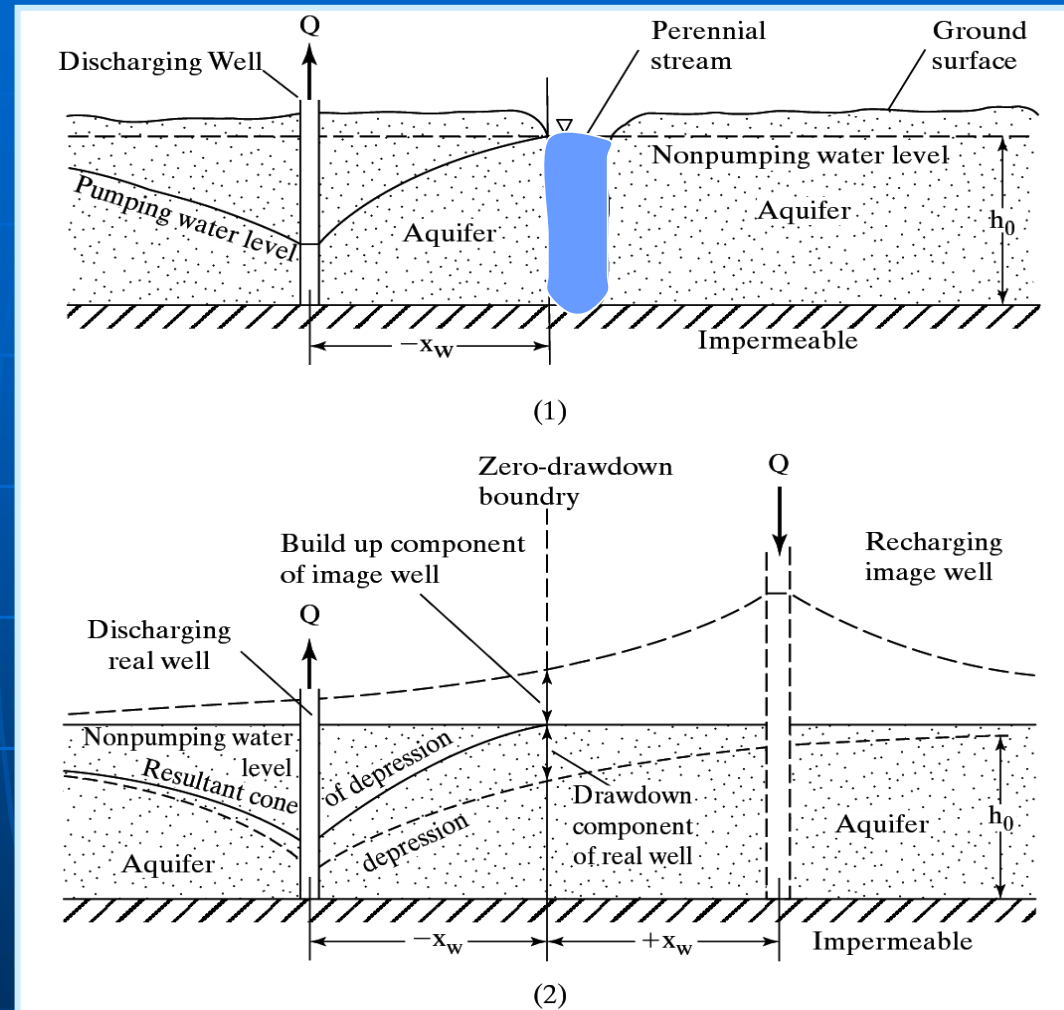 Q
Discharging Well
Perennial
stream
Ground
surface
Nonpumping water level
Pumping water level
Aquifer
Aquifer
h0
Impermeable
−xw
(1)
Zero-drawdown
boundry
Q
Build up component
of image well
Recharging
image well
Q
Discharging
real well
Nonpumping water
level
Resultant cone
of depression
depression
Drawdown
component
of real well
Aquifer
Aquifer
h0
−xw
+xw
Impermeable
(2)